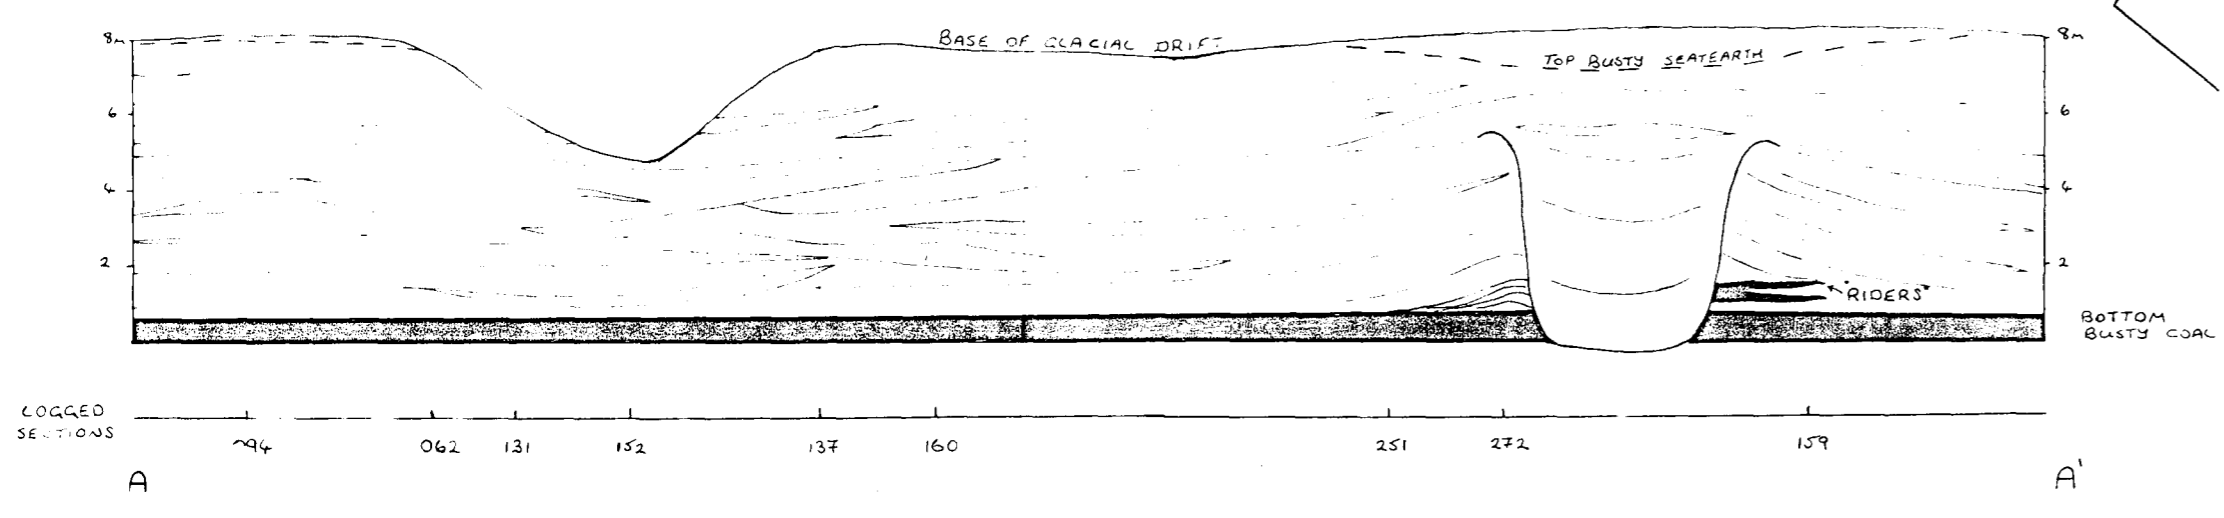 BASE OF GLACIAL DRIFT
8M
8M
TOP BUSTY SEATEARTH
6
6
4
4
2
2
"RIDERS"
BOTTOM
BUSTY COAL
LOGGED
094 062 131 152 137 160 251 272 159
A
A'